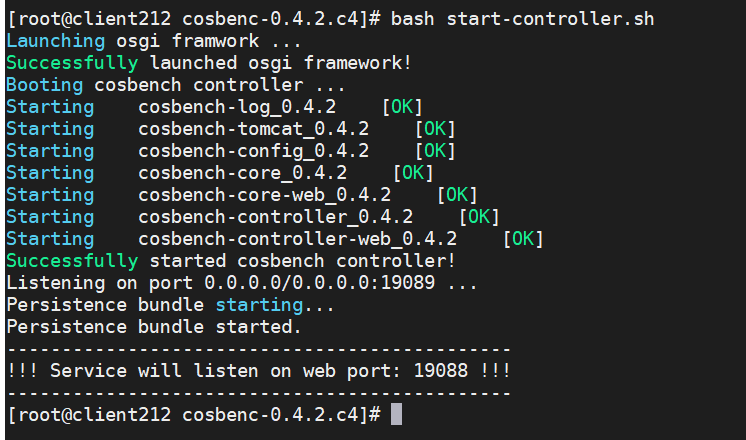 [root@client212 cosbenc-0.4.2.c4]# bash start-controller.sh
Launching osgi framwork ...
Successfully launched osgi framework!
Booting cosbench controller ...
Starting    cosbench-log_0.4.2    [OK]
Starting    cosbench-tomcat_0.4.2    [OK]
Starting    cosbench-config_0.4.2    [OK]
Starting    cosbench-core_0.4.2    [OK]
Starting    cosbench-core-web_0.4.2    [OK]
Starting    cosbench-controller_0.4.2    [OK]
Starting    cosbench-controller-web_0.4.2    [OK]
Successfully started cosbench controller!
Listening on port 0.0.0.0/0.0.0.0:19089 ...
Persistence bundle starting...
Persistence bundle started.
----------------------------------------------
!!! Service will listen on web port: 19088 !!!
----------------------------------------------
[root@client212 cosbenc-0.4.2.c4]#